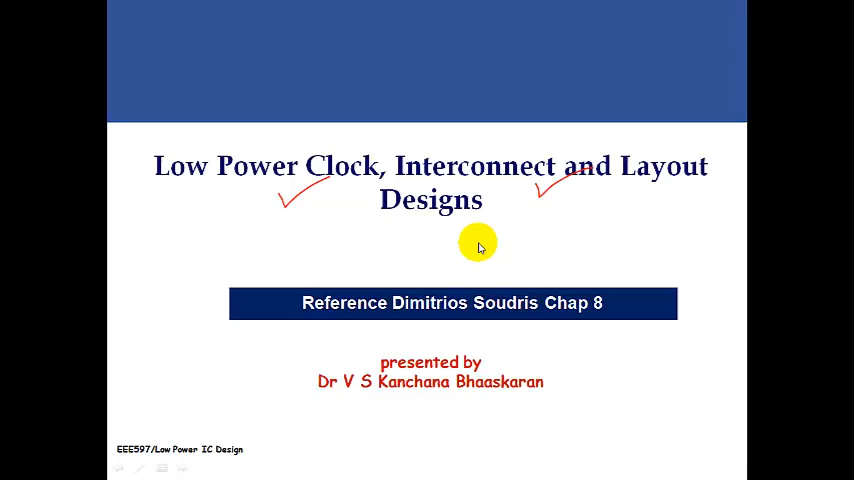 Low Power Clock, Interconnect and Layout
Designs
Reference Dimitrios Soudris Chap 8
presented by
Dr V S Kanchana Bhaaskaran
EEE597/Low Power IC Design